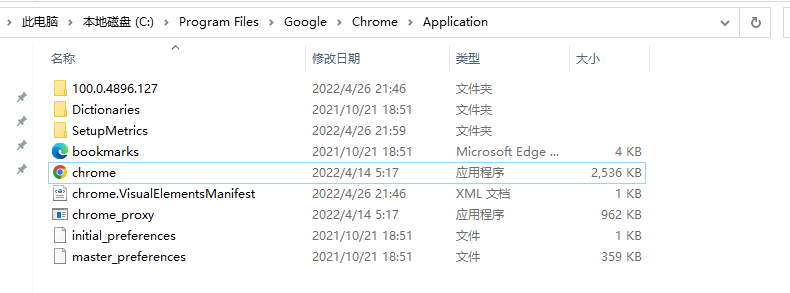 此电脑 > 本地磁盘 (C:) > Program Files > Google > Chrome > Application
名称 修改日期 类型 大小
100.0.4896.127 2022/4/26 21:46 文件夹
Dictionaries 2021/10/21 18:51 文件夹
SetupMetrics 2022/4/26 21:59 文件夹
bookmarks 2021/10/21 18:51 Microsoft Edge ... 4 KB
chrome 2022/4/14 5:17 应用程序 2,536 KB
chrome.VisualElementsManifest 2022/4/26 21:46 XML 文档 1 KB
chrome_proxy 2022/4/14 5:17 应用程序 962 KB
initial_preferences 2021/10/21 18:51 文件 1 KB
master_preferences 2021/10/21 18:51 文件 359 KB